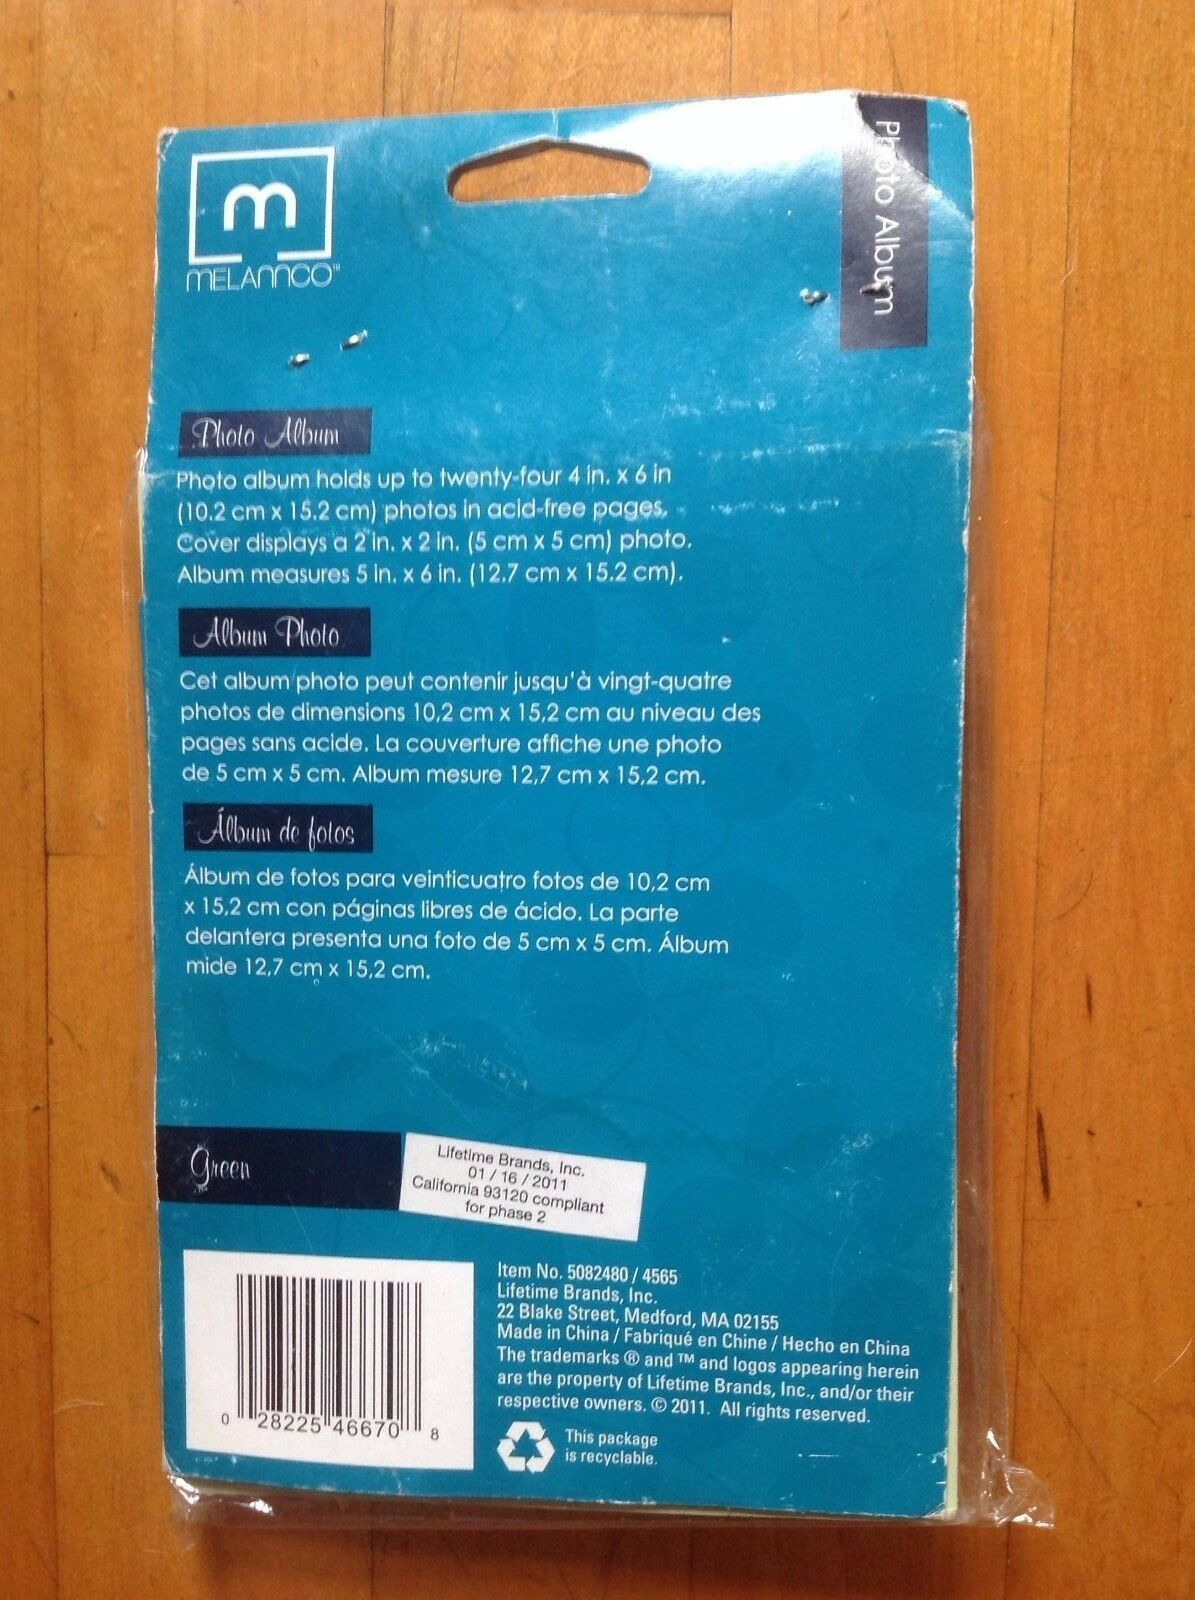 m
MELANNCO™
Photo Album
Photo Album
Photo album holds up to twenty-four 4 in. x 6 in
(10.2 cm x 15.2 cm) photos in acid-free pages.
Cover displays a 2 in. x 2 in. (5 cm x 5 cm) photo.
Album measures 5 in. x 6 in. (12.7 cm x 15.2 cm).
Album Photo
Cet album photo peut contenir jusqu'à vingt-quatre
photos de dimensions 10,2 cm x 15,2 cm au niveau des
pages sans acide. La couverture affiche une photo
de 5 cm x 5 cm. Album mesure 12,7 cm x 15,2 cm.
Álbum de fotos
Álbum de fotos para veinticuatro fotos de 10,2 cm
x 15,2 cm con páginas libres de ácido. La parte
delantera presenta una foto de 5 cm x 5 cm. Álbum
mide 12,7 cm x 15,2 cm.
Green
Lifetime Brands, Inc.
01 / 16 / 2011
California 93120 compliant
for phase 2
0 28225 46670 8
Item No. 5082480 / 4565
Lifetime Brands, Inc.
22 Blake Street, Medford, MA 02155
Made in China / Fabriqué en Chine / Hecho en China
The trademarks ® and ™ and logos appearing herein
are the property of Lifetime Brands, Inc., and/or their
respective owners. © 2011. All rights reserved.
This package
is recyclable.